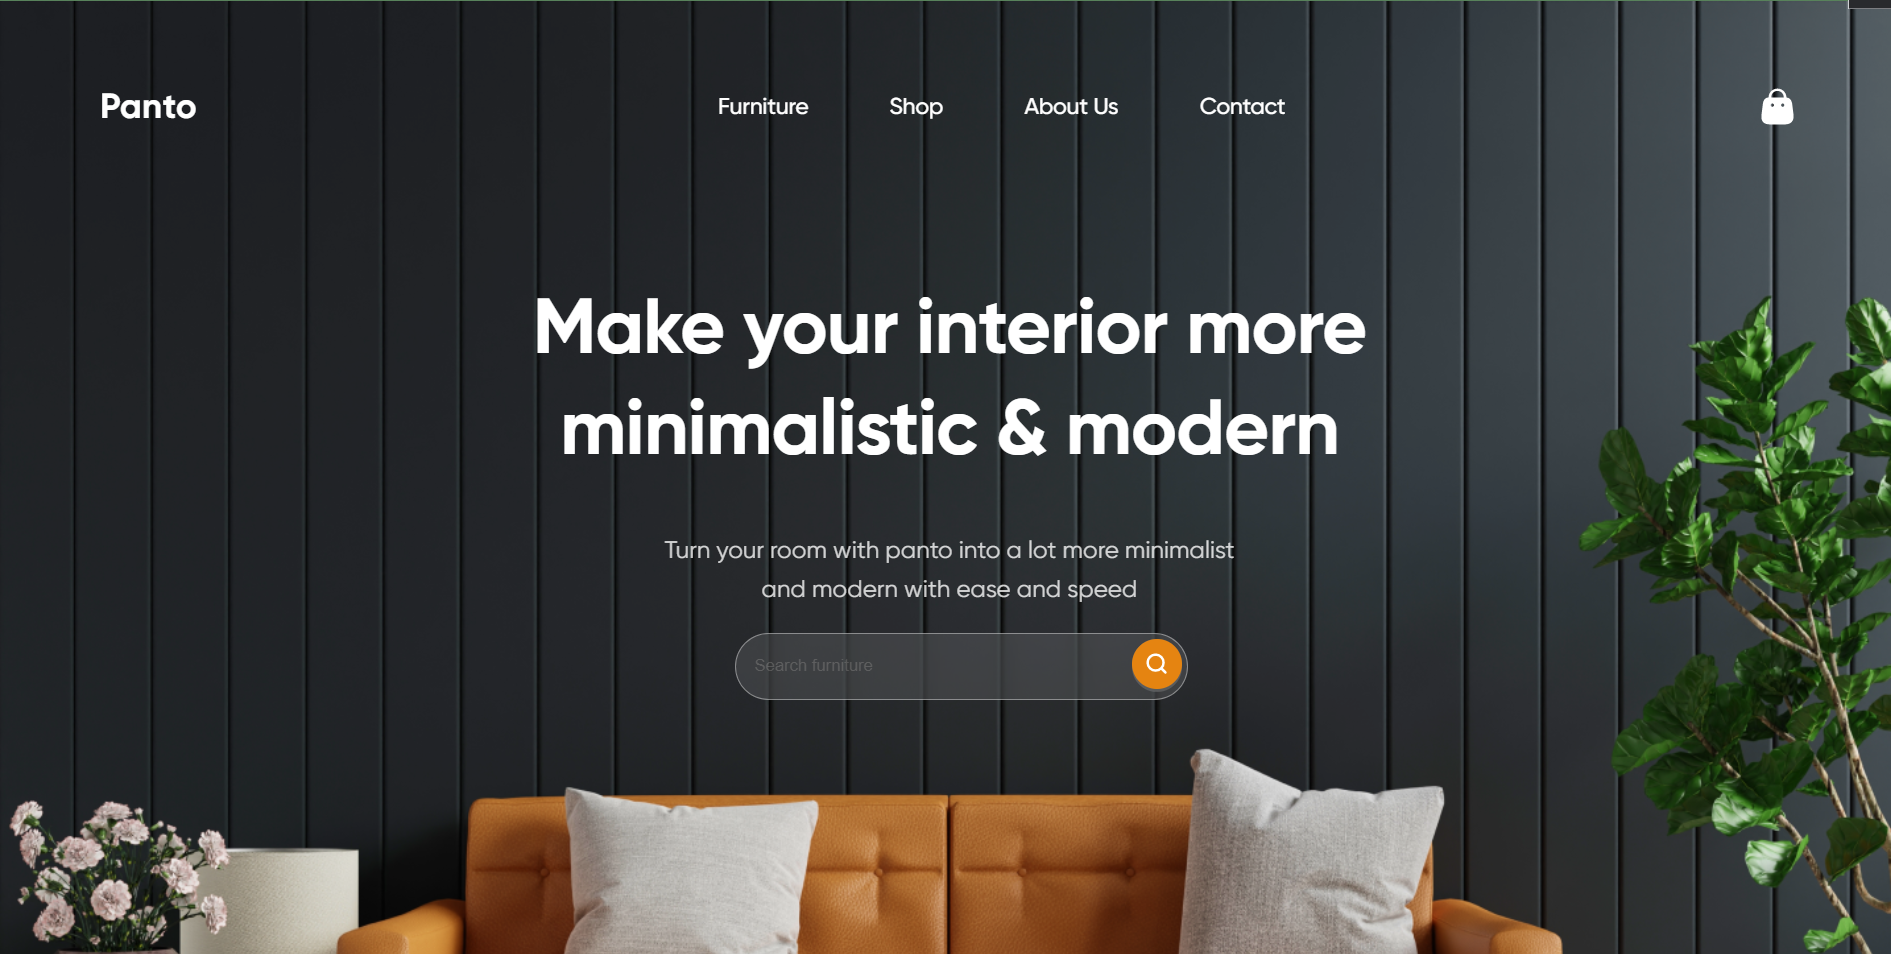 Panto
Furniture
Shop
About Us
Contact
Make your interior more
minimalistic & modern
Turn your room with panto into a lot more minimalist
and modern with ease and speed
Search furniture